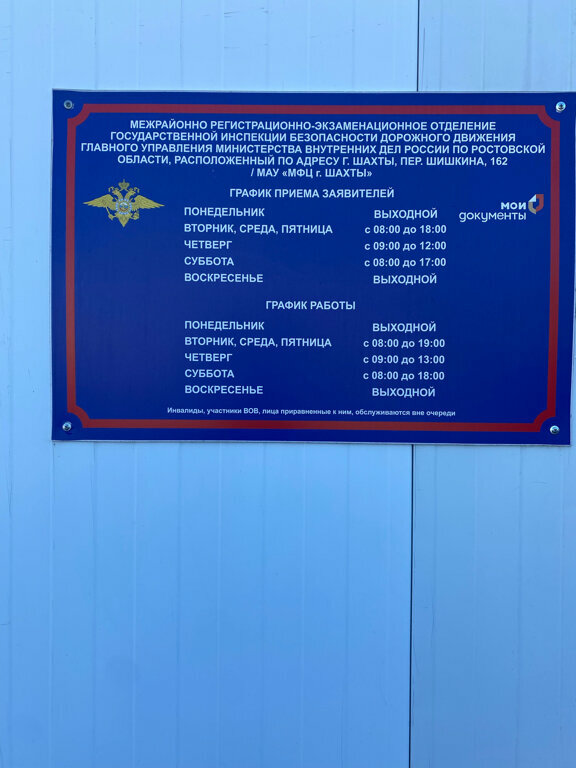 МЕЖРАЙОННО РЕГИСТРАЦИОННО-ЭКЗАМЕНАЦИОННОЕ ОТДЕЛЕНИЕ
ГОСУДАРСТВЕННОЙ ИНСПЕКЦИИ БЕЗОПАСНОСТИ ДОРОЖНОГО ДВИЖЕНИЯ
ГЛАВНОГО УПРАВЛЕНИЯ МИНИСТЕРСТВА ВНУТРЕННИХ ДЕЛ РОССИИ ПО РОСТОВСКОЙ
ОБЛАСТИ, РАСПОЛОЖЕННЫЙ ПО АДРЕСУ Г. ШАХТЫ, ПЕР. ШИШКИНА, 162
/ МАУ «МФЦ г. ШАХТЫ»
ГРАФИК ПРИЕМА ЗАЯВИТЕЛЕЙ
мои
документы
ПОНЕДЕЛЬНИК ВЫХОДНОЙ
ВТОРНИК, СРЕДА, ПЯТНИЦА с 08:00 до 18:00
ЧЕТВЕРГ с 09:00 до 12:00
СУББОТА с 08:00 до 17:00
ВОСКРЕСЕНЬЕ ВЫХОДНОЙ
ГРАФИК РАБОТЫ
ПОНЕДЕЛЬНИК ВЫХОДНОЙ
ВТОРНИК, СРЕДА, ПЯТНИЦА с 08:00 до 19:00
ЧЕТВЕРГ с 09:00 до 13:00
СУББОТА с 08:00 до 18:00
ВОСКРЕСЕНЬЕ ВЫХОДНОЙ
Инвалиды, участники ВОВ, лица приравненные к ним, обслуживаются вне очереди